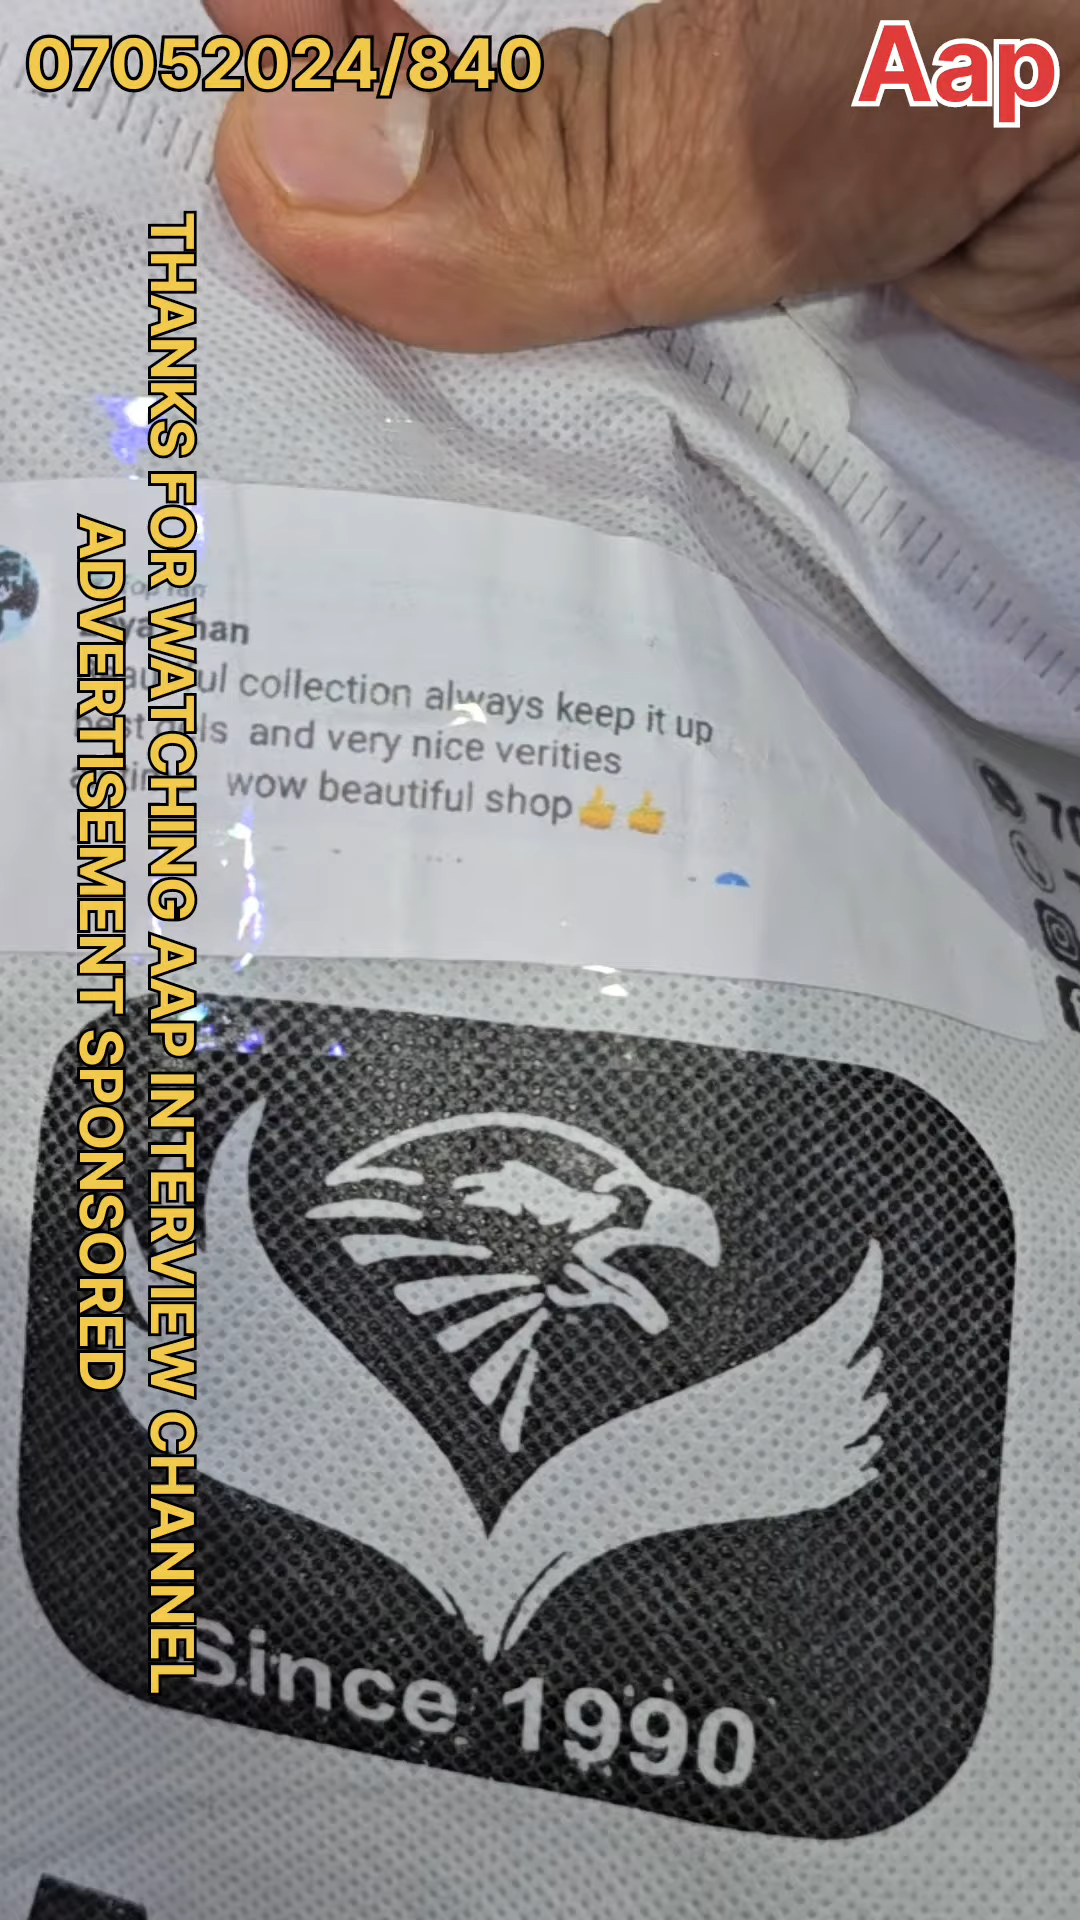 07052024/840
Aap
THANKS FOR WATCHING AAP INTERVIEW CHANNEL
ADVERTISEMENT SPONSORED
collection always keep it up
and very nice verities
wow beautiful shop👍👍
70
Since 1990